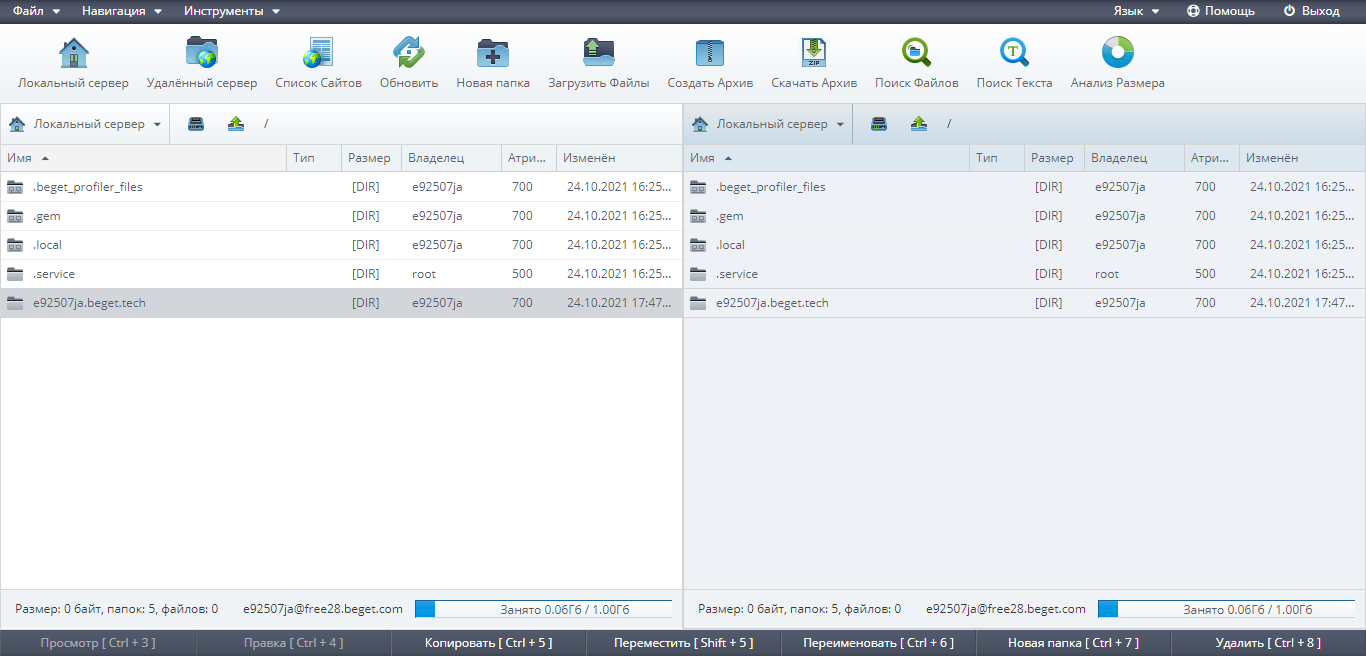 Файл Навигация Инструменты Язык Помощь Выход
Локальный сервер Удалённый сервер Список Сайтов Обновить Новая папка Загрузить Файлы Создать Архив Скачать Архив Поиск Файлов Поиск Текста Анализ Размера
Локальный сервер / Локальный сервер /
Имя Тип Размер Владелец Атри... Изменён Имя Тип Размер Владелец Атри... Изменён
.beget_profiler_files [DIR] e92507ja 700 24.10.2021 16:25... .beget_profiler_files [DIR] e92507ja 700 24.10.2021 16:25...
.gem [DIR] e92507ja 700 24.10.2021 16:25... .gem [DIR] e92507ja 700 24.10.2021 16:25...
.local [DIR] e92507ja 700 24.10.2021 16:25... .local [DIR] e92507ja 700 24.10.2021 16:25...
.service [DIR] root 500 24.10.2021 16:25... .service [DIR] root 500 24.10.2021 16:25...
e92507ja.beget.tech [DIR] e92507ja 700 24.10.2021 17:47... e92507ja.beget.tech [DIR] e92507ja 700 24.10.2021 17:47...
Размер: 0 байт, папок: 5, файлов: 0 e92507ja@free28.beget.com Занято 0.06Гб / 1.00Гб Размер: 0 байт, папок: 5, файлов: 0 e92507ja@free28.beget.com Занято 0.06Гб / 1.00Гб
Просмотр [ Ctrl + 3 ] Правка [ Ctrl + 4 ] Копировать [ Ctrl + 5 ] Переместить [ Shift + 5 ] Переименовать [ Ctrl + 6 ] Новая папка [ Ctrl + 7 ] Удалить [ Ctrl + 8 ]